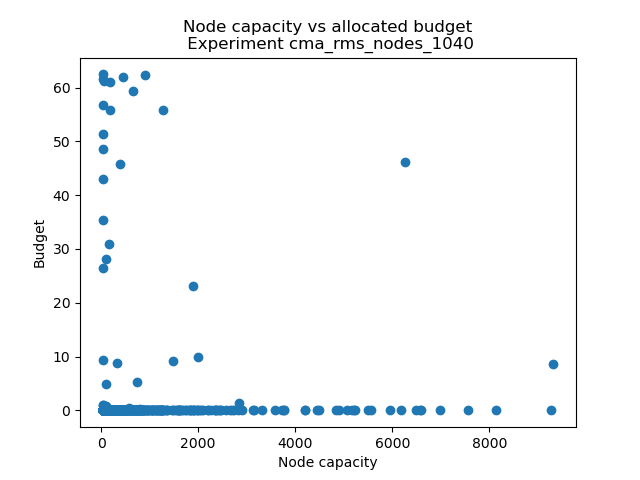 Node capacity vs allocated budget
Experiment cma_rms_nodes_1040
60
50
40
30
20
10
0
Budget
0 2000 4000 6000 8000
Node capacity